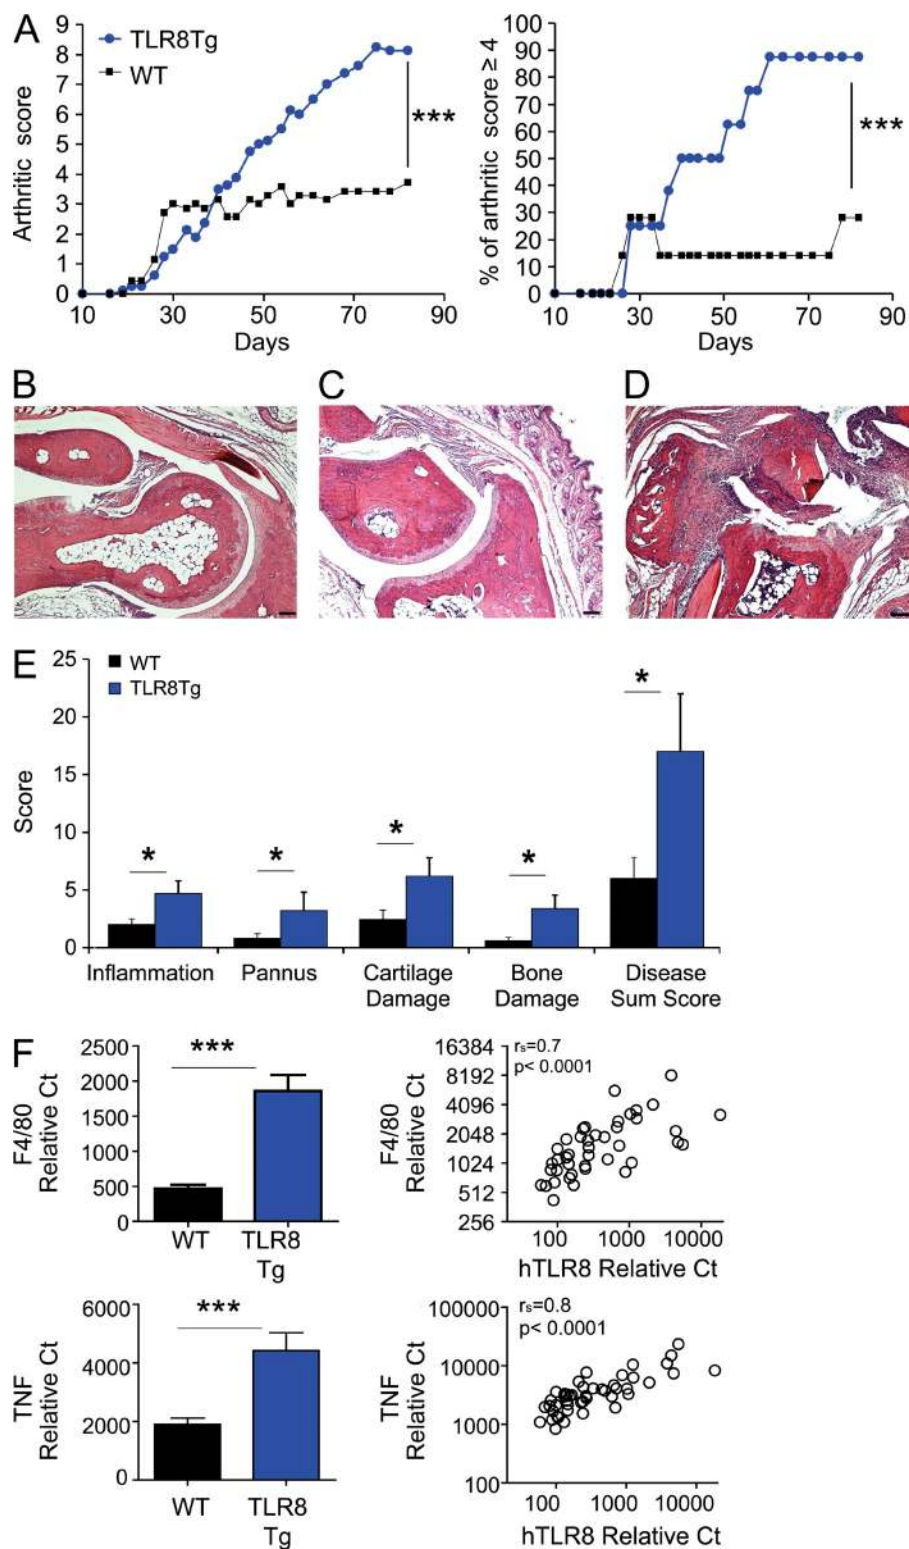 A
TLR8Tg
WT
Arthritic score
9
8
7
6
5
4
3
2
1
0
10 30 50 70 90
Days
***
% of arthritic score ≥ 4
100
90
80
70
60
50
40
30
20
10
0
10 30 50 70 90
Days
***
B C D
E
WT
TLR8Tg
Score
25
20
15
10
5
0
* * * * *
Inflammation Pannus Cartilage Bone Disease
Damage Damage Sum Score
F
F4/80
Relative Ct
2500
2000
1500
1000
500
0
***
WT TLR8
Tg
F4/80
Relative Ct
16384
8192
4096
2048
1024
512
256
rs=0.7
p< 0.0001
100 1000 10000
hTLR8 Relative Ct
TNF
Relative Ct
6000
4000
2000
0
***
WT TLR8
Tg
TNF
Relative Ct
100000
10000
1000
100
rs=0.8
p< 0.0001
100 1000 10000
hTLR8 Relative Ct